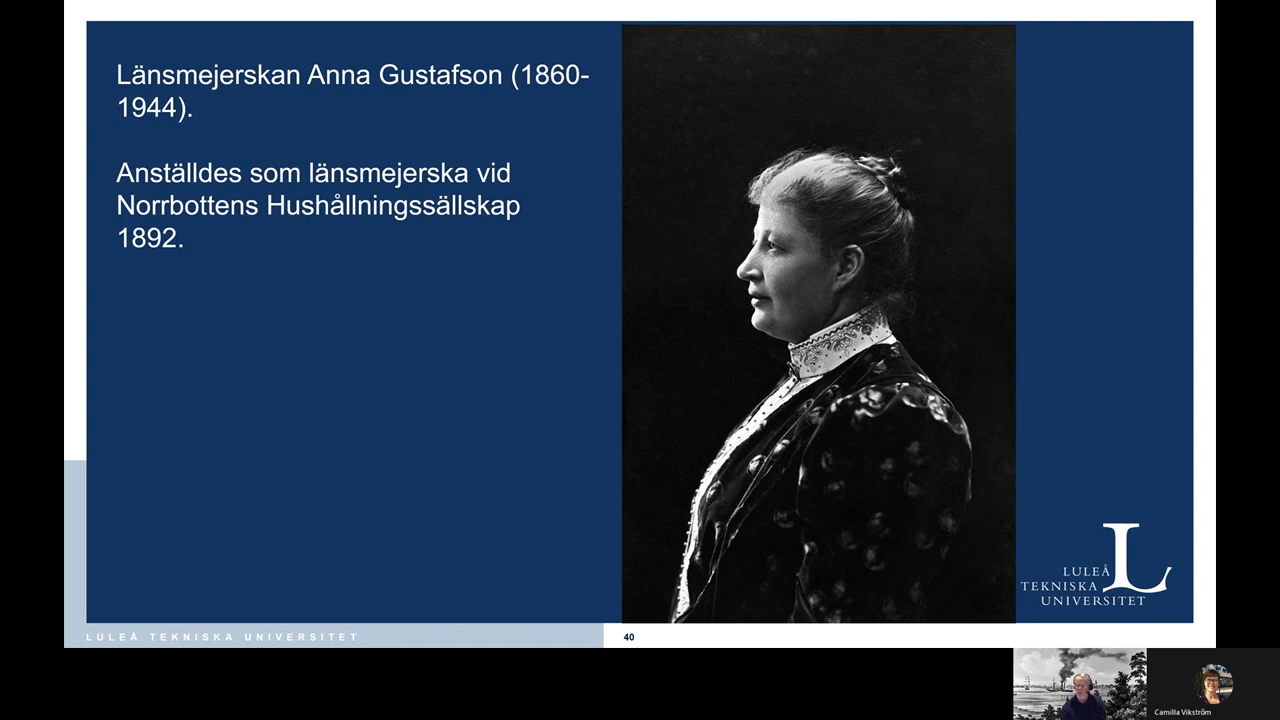 Länsmejerskan Anna Gustafson (1860-
1944).
Anställdes som länsmejerska vid
Norrbottens Hushållningssällskap
1892.
L
LULEÅ
TEKNISKA
UNIVERSITET
LULEÅ TEKNISKA UNIVERSITET
40
Camilla Vikström